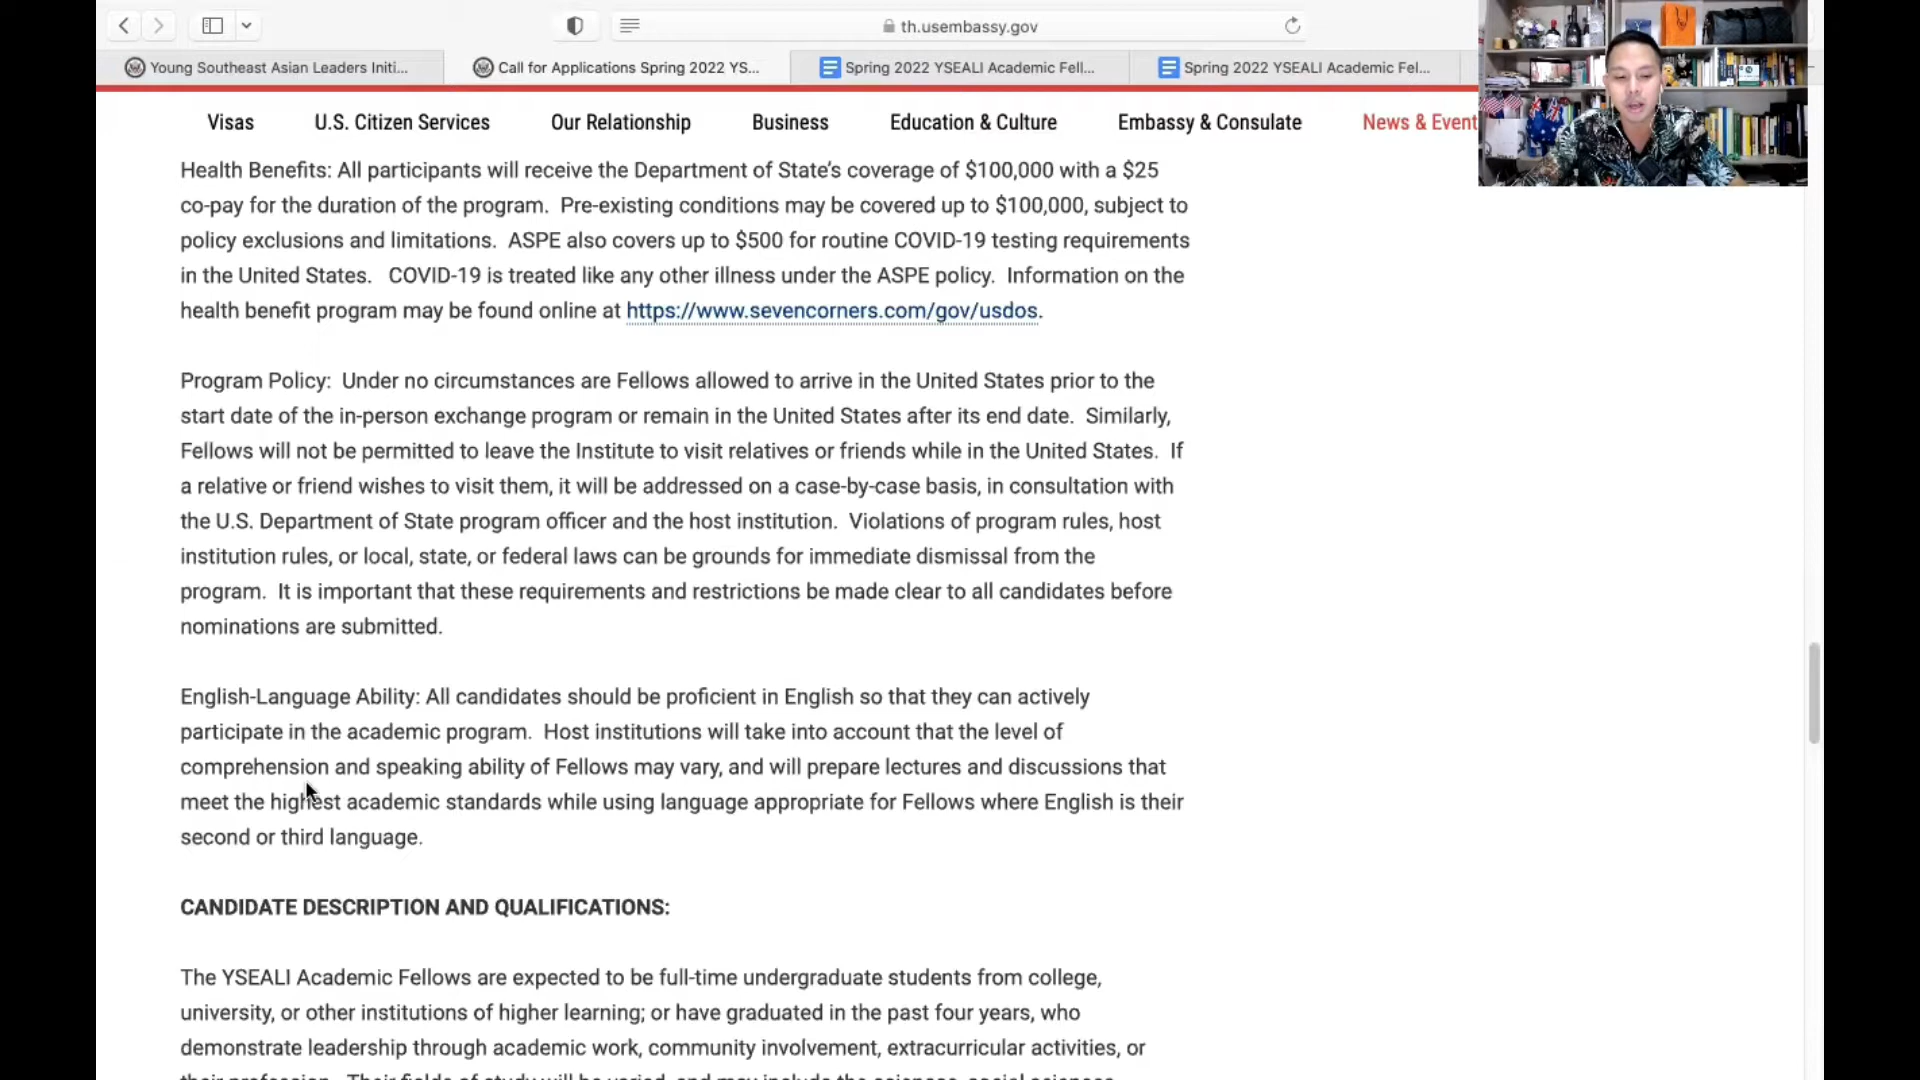 th.usembassy.gov
Young Southeast Asian Leaders Initi...
Call for Applications Spring 2022 YS...
Spring 2022 YSEALI Academic Fell...
Spring 2022 YSEALI Academic Fel...
Visas
U.S. Citizen Services
Our Relationship
Business
Education & Culture
Embassy & Consulate
News & Event
Health Benefits: All participants will receive the Department of State’s coverage of $100,000 with a $25
co-pay for the duration of the program.  Pre-existing conditions may be covered up to $100,000, subject to
policy exclusions and limitations.  ASPE also covers up to $500 for routine COVID-19 testing requirements
in the United States.   COVID-19 is treated like any other illness under the ASPE policy.  Information on the
health benefit program may be found online at https://www.sevencorners.com/gov/usdos.
Program Policy:  Under no circumstances are Fellows allowed to arrive in the United States prior to the
start date of the in-person exchange program or remain in the United States after its end date.  Similarly,
Fellows will not be permitted to leave the Institute to visit relatives or friends while in the United States.  If
a relative or friend wishes to visit them, it will be addressed on a case-by-case basis, in consultation with
the U.S. Department of State program officer and the host institution.  Violations of program rules, host
institution rules, or local, state, or federal laws can be grounds for immediate dismissal from the
program.  It is important that these requirements and restrictions be made clear to all candidates before
nominations are submitted.
English-Language Ability: All candidates should be proficient in English so that they can actively
participate in the academic program.  Host institutions will take into account that the level of
comprehension and speaking ability of Fellows may vary, and will prepare lectures and discussions that
meet the highest academic standards while using language appropriate for Fellows where English is their
second or third language.
CANDIDATE DESCRIPTION AND QUALIFICATIONS:
The YSEALI Academic Fellows are expected to be full-time undergraduate students from college,
university, or other institutions of higher learning; or have graduated in the past four years, who
demonstrate leadership through academic work, community involvement, extracurricular activities, or
their profession.  Their fields of study will be varied, and may include the sciences, social sciences,